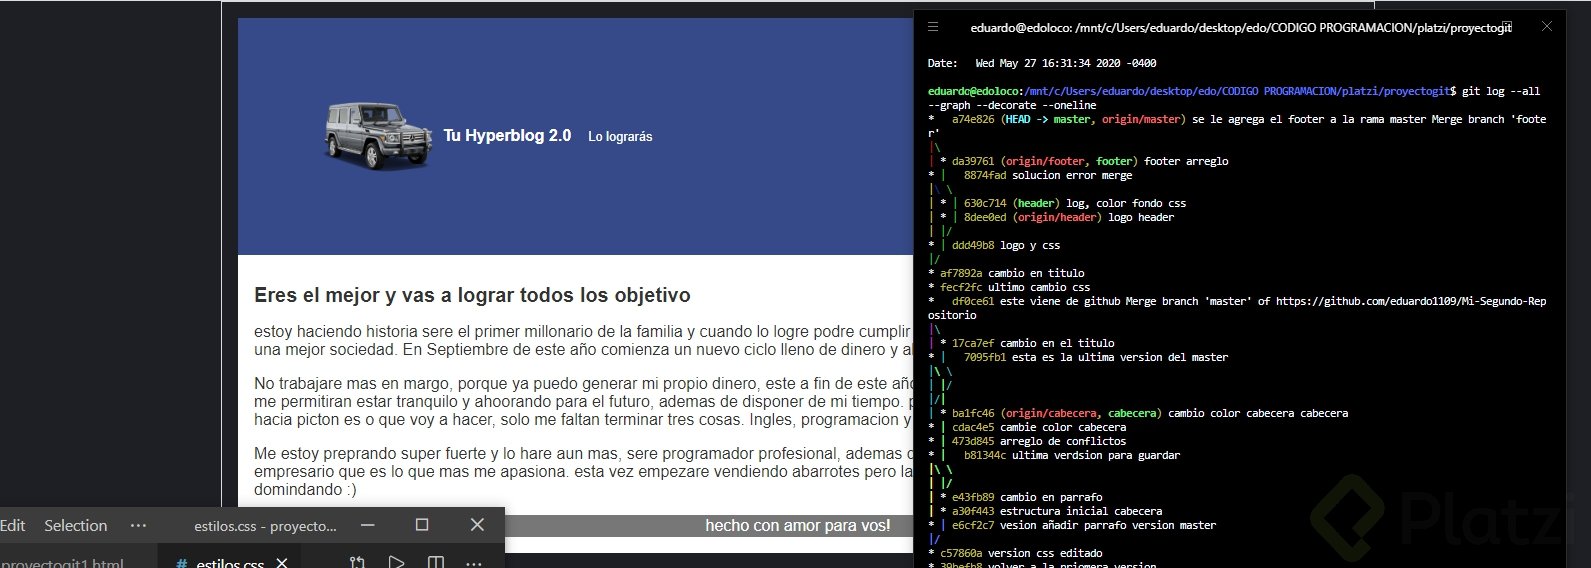 Tu Hyperblog 2.0 Lo lograrás
Eres el mejor y vas a lograr todos los objetivo
estoy haciendo historia sere el primer millonario de la familia y cuando lo logre podre cumplir
una mejor sociedad. En Septiembre de este año comienza un nuevo ciclo lleno de dinero y
No trabajare mas en margo, porque ya puedo generar mi propio dinero, este a fin de este
me permitiran estar tranquilo y ahoorando para el futuro, ademas de disponer de mi tiempo.
hacia picton es o que voy a hacer, solo me faltan terminar tres cosas. Ingles, programacion y
Me estoy preprando super fuerte y lo hare aun mas, sere programador profesional, ademas
empresario que es lo que mas me apasiona. esta vez empezare vendiendo abarrotes pero la
domindando :)
hecho con amor para vos!
Edit Selection ··· estilos.css - proyecto...
proyectogit1.html # estilos.css ···
eduardo@edoloco: /mnt/c/Users/eduardo/desktop/edo/CODIGO PROGRAMACION/platzi/proyectogit
Date: Wed May 27 16:31:34 2020 -0400
eduardo@edoloco:/mnt/c/Users/eduardo/desktop/edo/CODIGO PROGRAMACION/platzi/proyectogit$ git log --all
--graph --decorate --oneline
* a74e826 (HEAD -> master, origin/master) se le agrega el footer a la rama master Merge branch 'foote
r'
|\
| * da39761 (origin/footer, footer) footer arreglo
* | 8874fad solucion error merge
|\ \
| * | 630c714 (header) log, color fondo css
| * | 8dee0ed (origin/header) logo header
| |/
* | ddd49b8 logo y css
|/
* af7892a cambio en titulo
* fecf2fc ultimo cambio css
* df0ce61 este viene de github Merge branch 'master' of https://github.com/eduardo1109/Mi-Segundo-Rep
ositorio
|\
| * 17ca7ef cambio en el titulo
* | 7095fb1 esta es la ultima version del master
|\ \
| |/
|/|
| * ba1fc46 (origin/cabecera, cabecera) cambio color cabecera cabecera
* | cdac4e5 cambie color cabecera
* | 473d845 arreglo de conflictos
* | b81344c ultima verdsion para guardar
|\ \
| |/
| * e43fb89 cambio en parrafo
| * a30f443 estructura inicial cabecera
* | e6cf2c7 vesion añadir parrafo version master
|/
* c57860a version css editado
* 39befb8 volver a la priomera version
Platzi